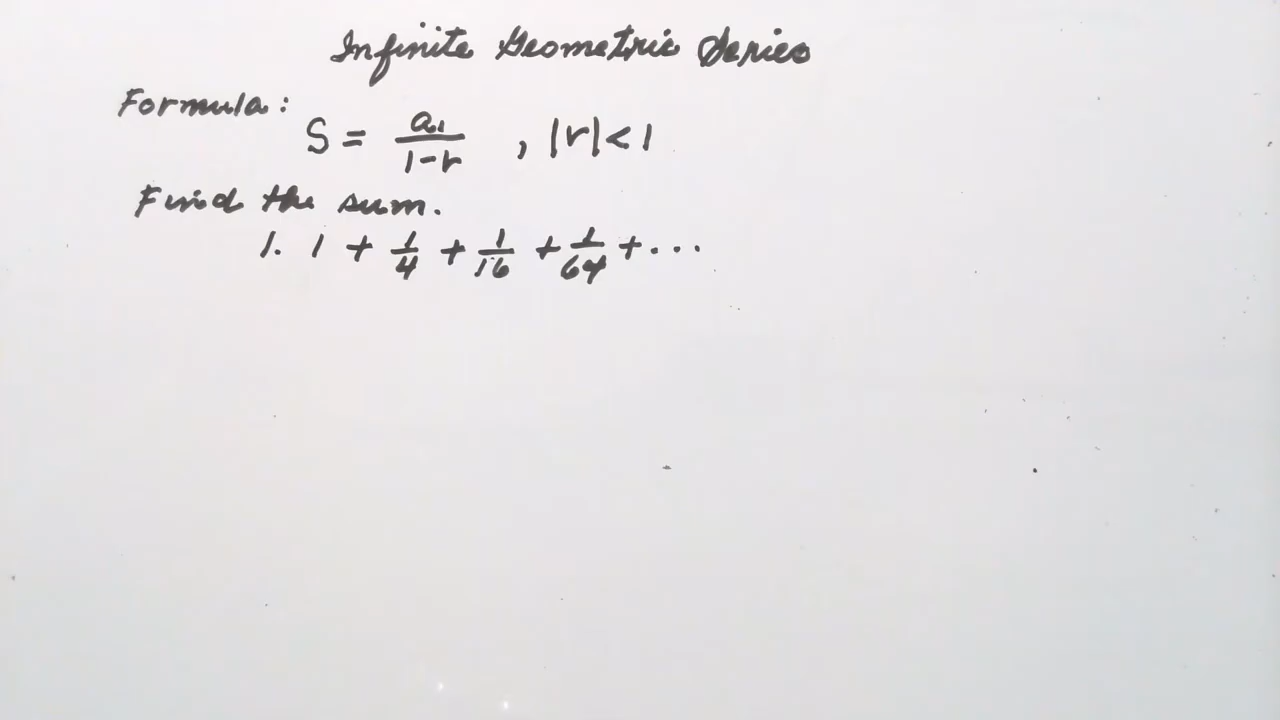 Infinite Geometric Series
Formula:
S = a₁/(1-r) , |r| < 1
Find the sum.
1. 1 + 1/4 + 1/16 + 1/64 + ...